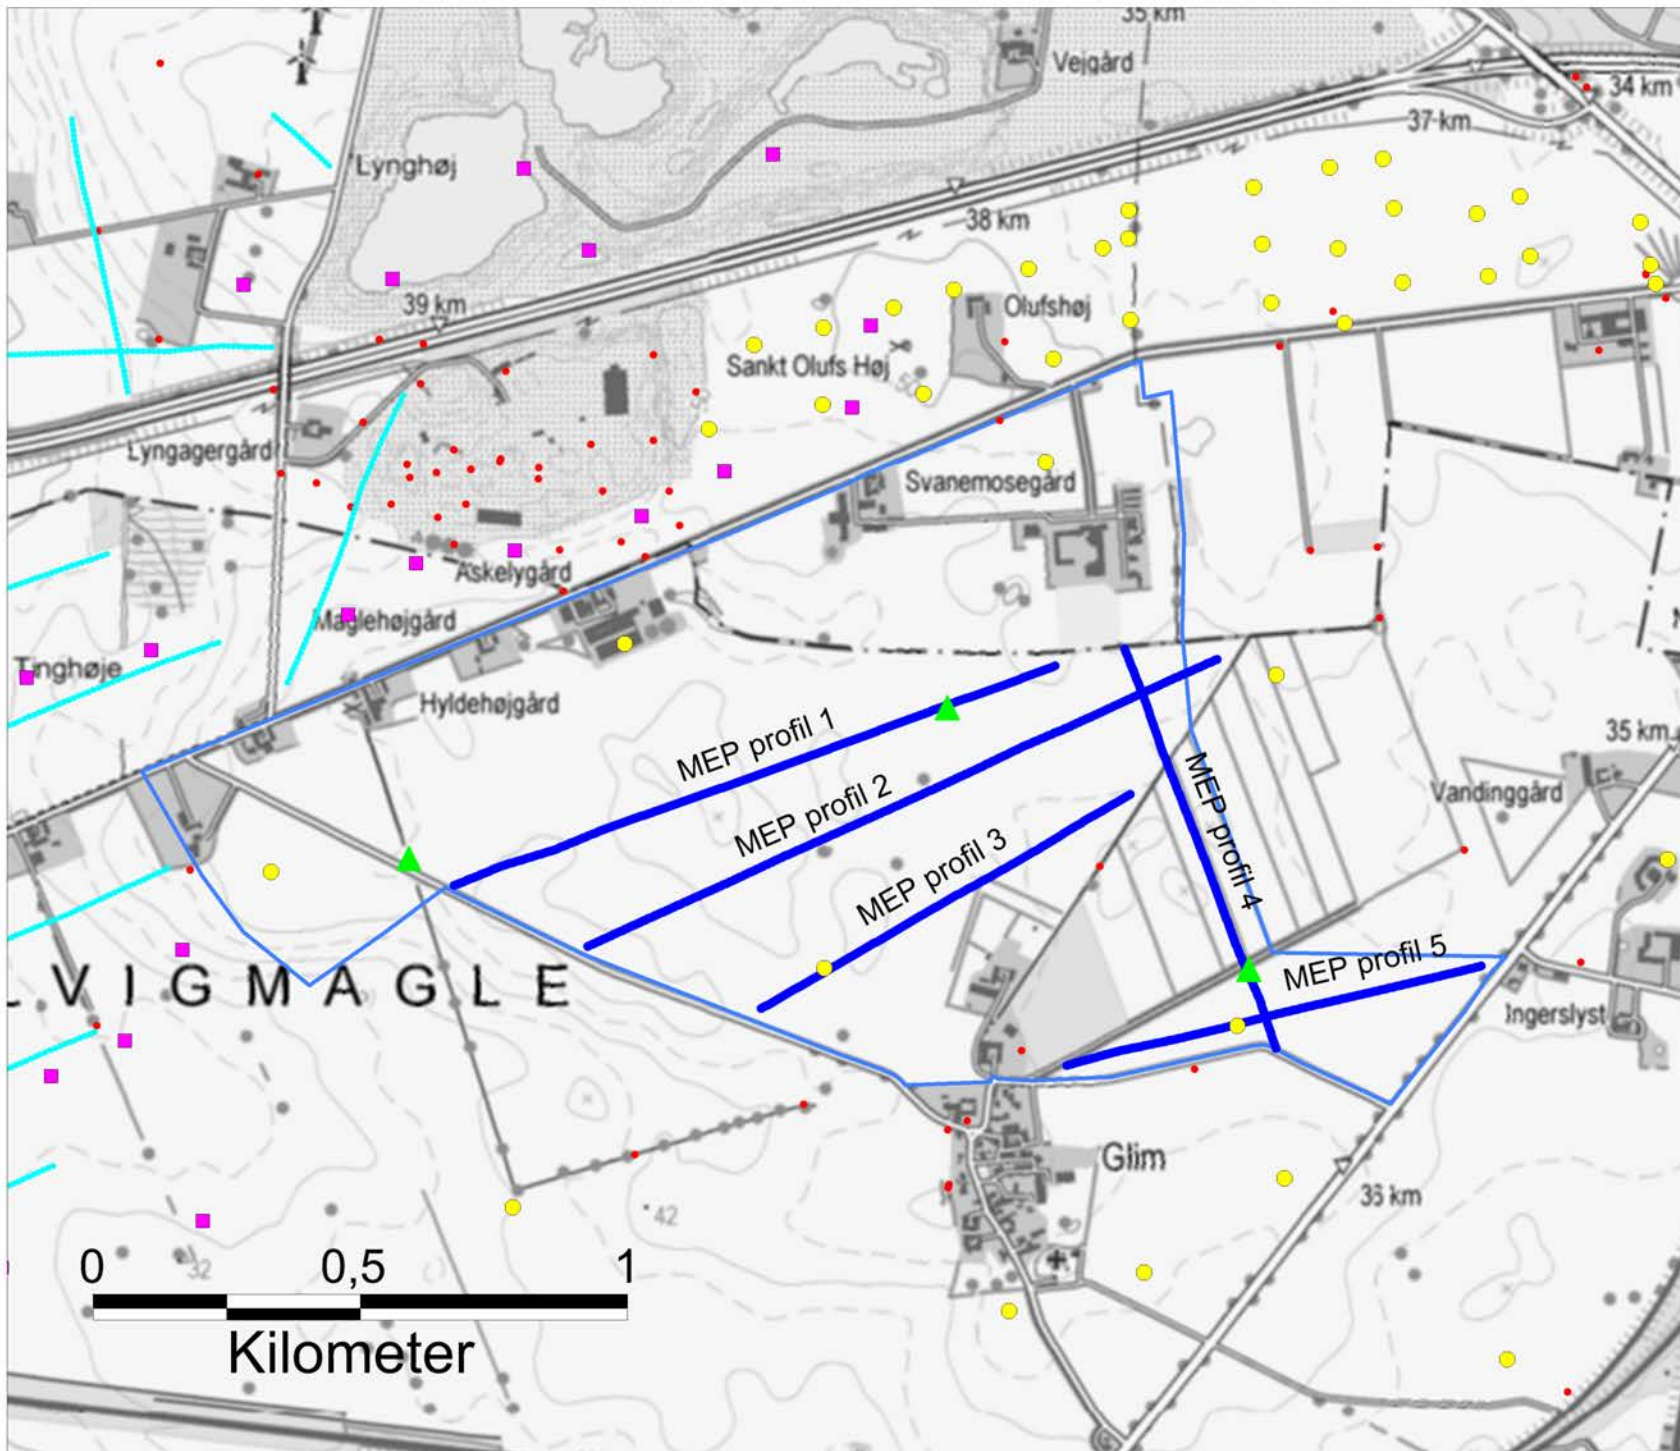 35 km
Vejgård
34 km
37 km
Lynghøj
38 km
39 km
Olufshøj
Sankt Olufs Høj
50
Lyngagergård
Svanemosegård
Askelygård
Maglehøjgård
Tinghøje
Hyldehøjgård
MEP profil 1
35 km
MEP profil 2
MEP profil 4
Vandinggård
MEP profil 3
MEP profil 5
VIGMAGLE
Ingerslyst
Glim
36 km
42
32
0 0,5 1
Kilometer